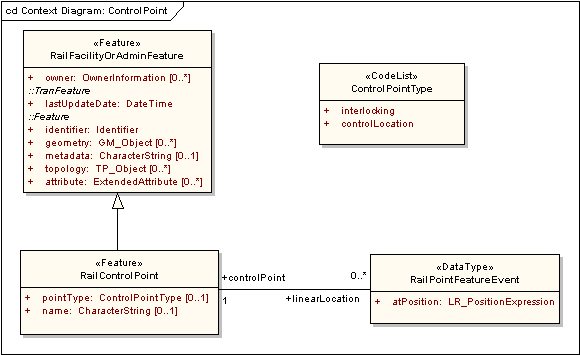 cd Context Diagram: ControlPoint
«Feature»
RailFacilityOrAdminFeature
+ owner: OwnerInformation [0..*]
::TranFeature
+ lastUpdateDate: DateTime
::Feature
+ identifier: Identifier
+ geometry: GM_Object [0..*]
+ metadata: CharacterString [0..1]
+ topology: TP_Object [0..*]
+ attribute: ExtendedAttribute [0..*]
«CodeList»
ControlPointType
+ interlocking
+ controlLocation
«Feature»
RailControlPoint
+ pointType: ControlPointType [0..1]
+ name: CharacterString [0..1]
+controlPoint
0..*
1
+linearLocation
«DataType»
RailPointFeatureEvent
+ atPosition: LR_PositionExpression